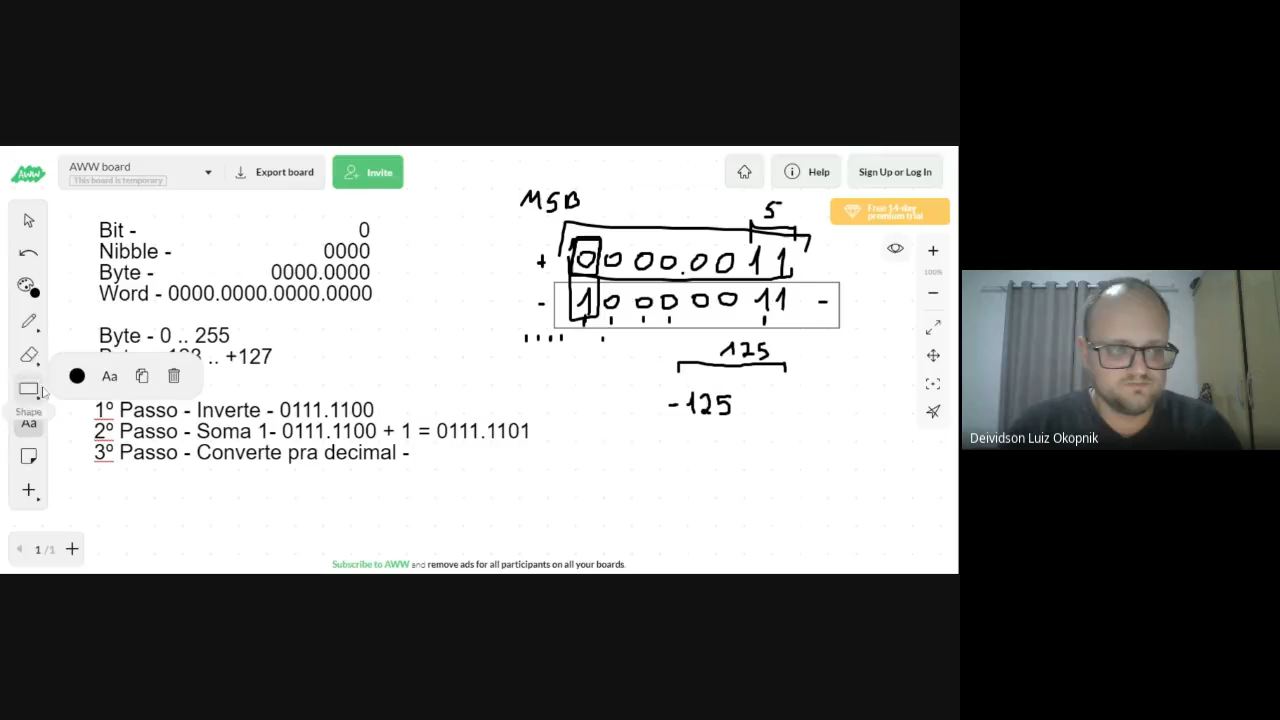 AWW board
This board is temporary
Export board
Invite
Help
Sign Up or Log In
Free 14-day
premium trial
100%
Bit - 0
Nibble - 0000
Byte - 0000.0000
Word - 0000.0000.0000.0000
Byte - 0 .. 255
.. +127
Aa
Shape
Aa
1º Passo - Inverte - 0111.1100
2º Passo - Soma 1- 0111.1100 + 1 = 0111.1101
3º Passo - Converte pra decimal -
MSB
5
+ 0000.0011
- 10000011 -
125
-125
1/1
Subscribe to AWW and remove ads for all participants on all your boards.
Deividson Luiz Okopnik